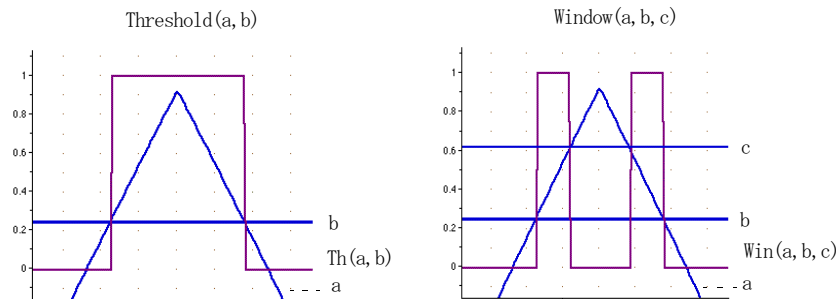 Threshold(a,b)
1
0.8
0.6
0.4
0.2
0
b
Th(a,b)
a
Window(a,b,c)
1
0.8
0.6
0.4
0.2
0
c
b
Win(a,b,c)
a